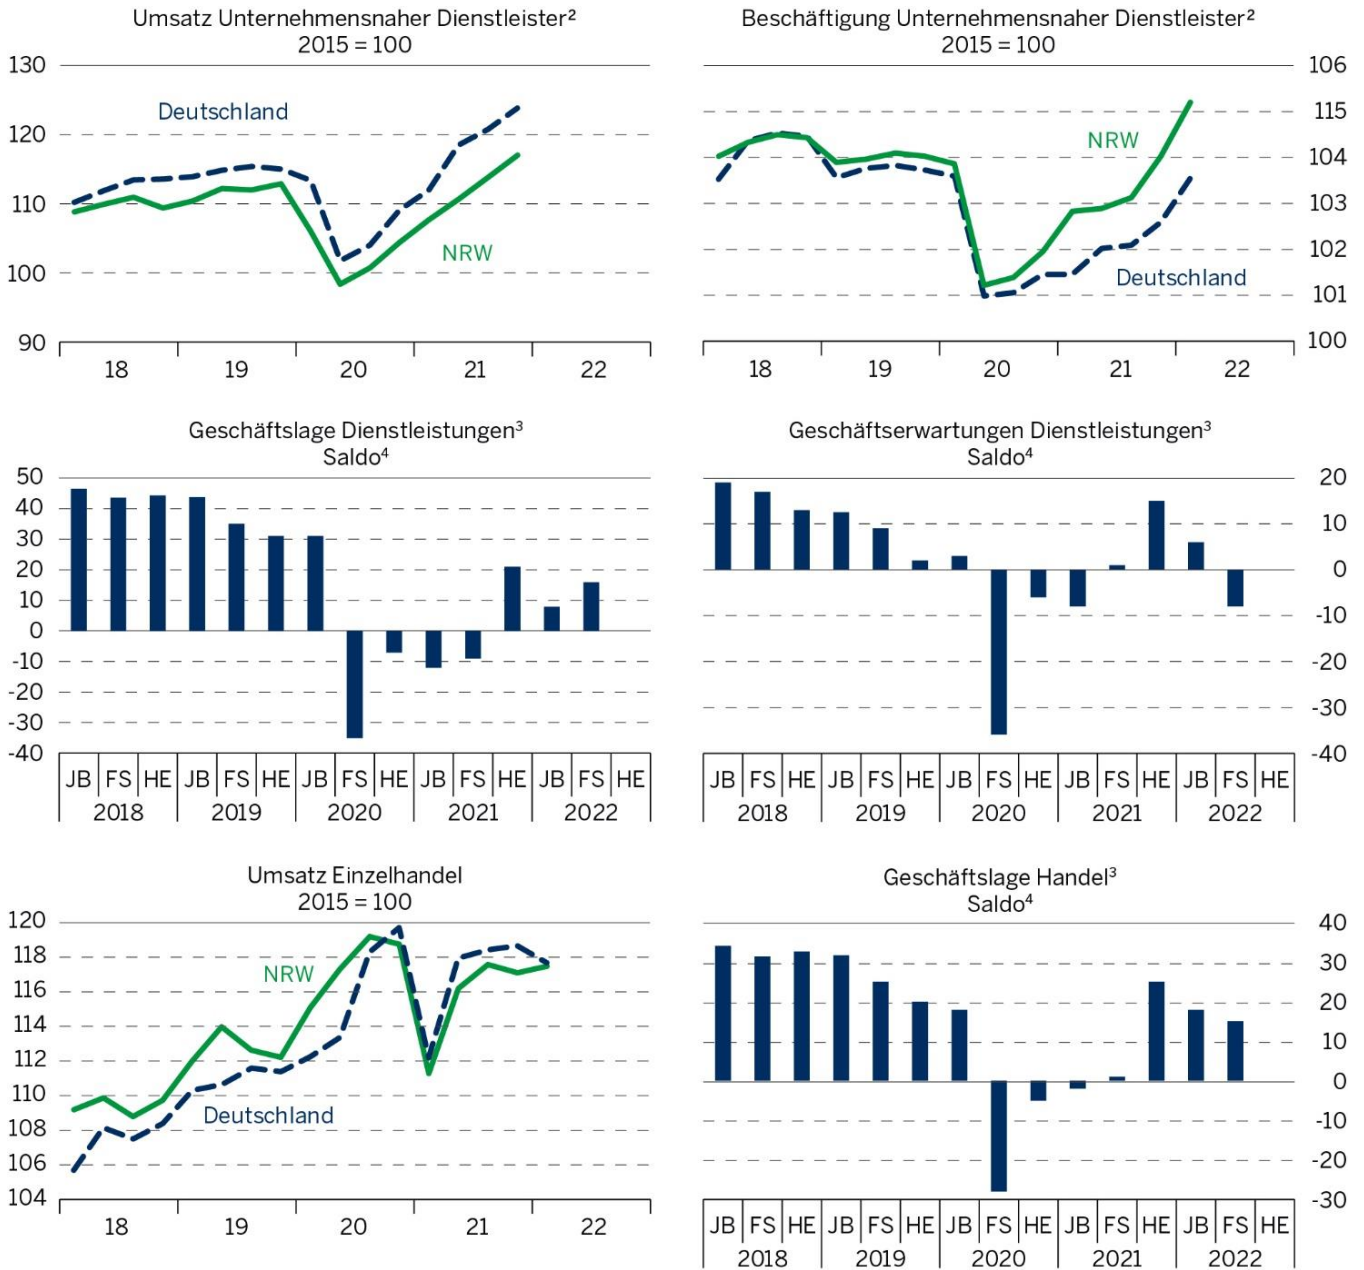 Umsatz Unternehmensnaher Dienstleister²
2015 = 100
130
120
110
100
90
Deutschland
NRW
18 19 20 21 22
Beschäftigung Unternehmensnaher Dienstleister²
2015 = 100
106
115
104
103
102
101
100
NRW
Deutschland
18 19 20 21 22
Geschäftslage Dienstleistungen³
Saldo⁴
50
40
30
20
10
0
-10
-20
-30
-40
JB FS HE JB FS HE JB FS HE JB FS HE JB FS HE
2018 2019 2020 2021 2022
Geschäftserwartungen Dienstleistungen³
Saldo⁴
20
10
0
-10
-20
-30
-40
JB FS HE JB FS HE JB FS HE JB FS HE JB FS HE
2018 2019 2020 2021 2022
Umsatz Einzelhandel
2015 = 100
120
118
116
114
112
110
108
106
104
NRW
Deutschland
18 19 20 21 22
Geschäftslage Handel³
Saldo⁴
40
30
20
10
0
-10
-20
-30
JB FS HE JB FS HE JB FS HE JB FS HE JB FS HE
2018 2019 2020 2021 2022